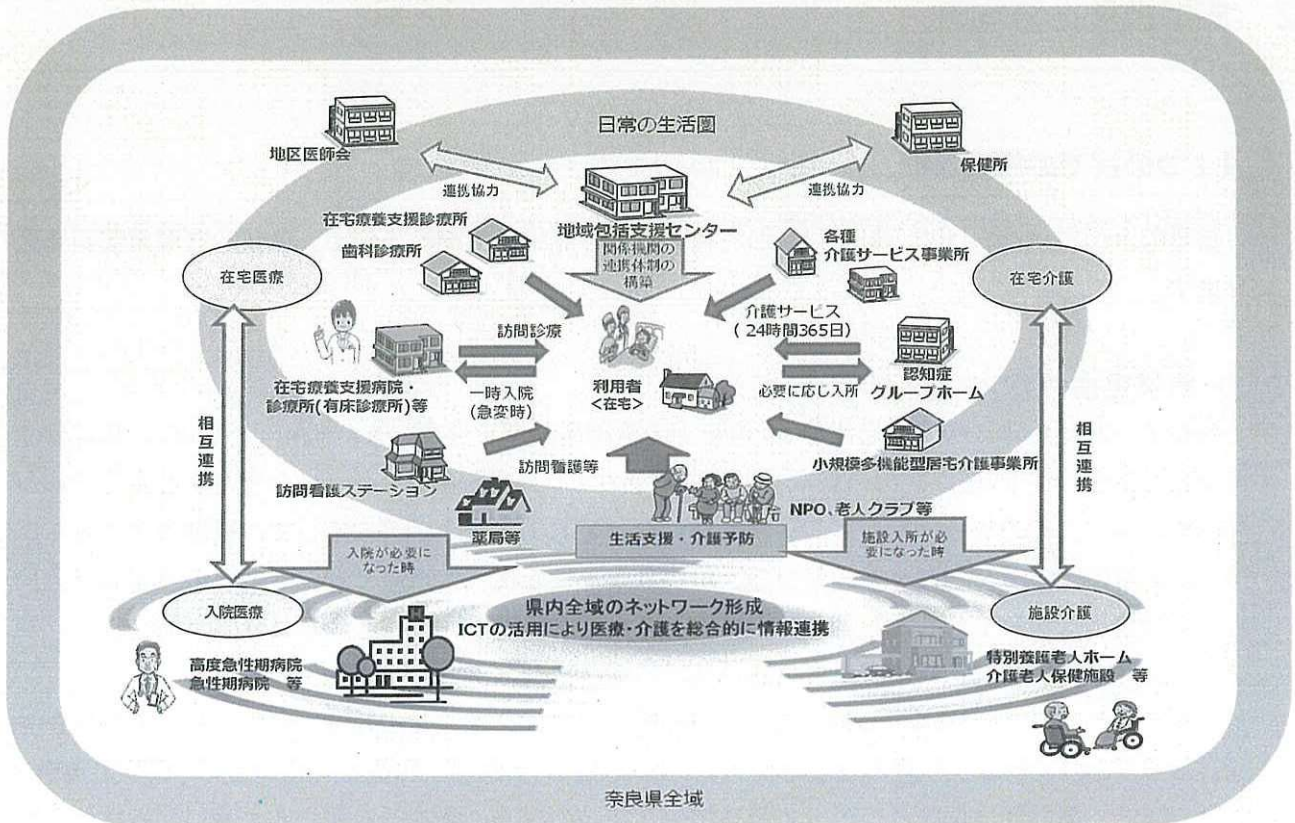 日常の生活圏
地区医師会
保健所
連携協力
連携協力
在宅療養支援診療所
歯科診療所
地域包括支援センター
関係機関の
連携体制の
構築
各種
介護サービス事業所
在宅医療
在宅介護
訪問診療
介護サービス
(24時間365日)
在宅療養支援病院・
診療所(有床診療所)等
一時入院
(急変時)
利用者
<在宅>
必要に応じ入所
認知症
グループホーム
相互連携
相互連携
訪問看護等
訪問看護ステーション
小規模多機能型居宅介護事業所
薬局等
NPO、老人クラブ等
生活支援・介護予防
入院が必要に
なった時
施設入所が必
要になった時
入院医療
施設介護
県内全域のネットワーク形成
ICTの活用により医療・介護を総合的に情報連携
高度急性期病院
急性期病院 等
特別養護老人ホーム
介護老人保健施設 等
奈良県全域